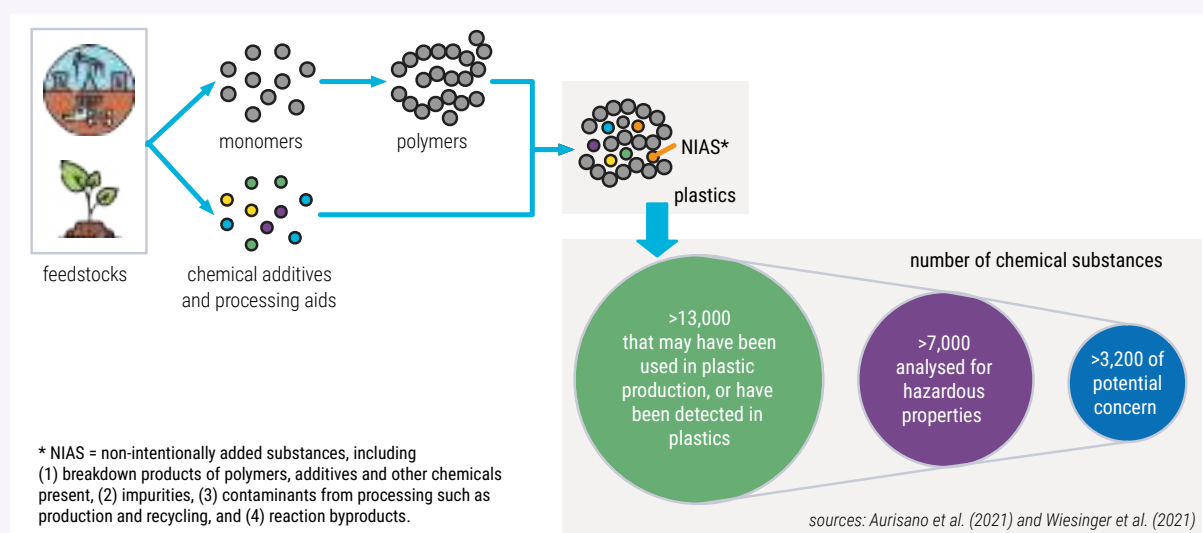 monomers
polymers
NIAS*
plastics
feedstocks
chemical additives
and processing aids
number of chemical substances
>13,000
that may have been
used in plastic
production, or have
been detected in
plastics
>7,000
analysed for
hazardous
properties
>3,200 of
potential
concern
* NIAS = non-intentionally added substances, including
(1) breakdown products of polymers, additives and other chemicals
present, (2) impurities, (3) contaminants from processing such as
production and recycling, and (4) reaction byproducts.
sources: Aurisano et al. (2021) and Wiesinger et al. (2021)